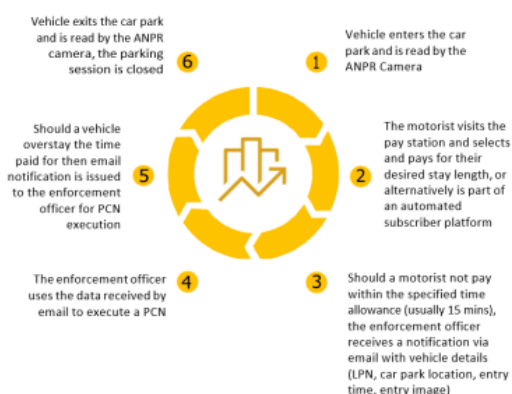 1
Vehicle enters the car
park and is read by the
ANPR Camera
2
The motorist visits the
pay station and selects
and pays for their
desired stay length, or
alternatively is part of
an automated
subscriber platform
3
Should a motorist not pay
within the specified time
allowance (usually 15 mins),
the enforcement officer
receives a notification via
email with vehicle details
(LPN, car park location, entry
time, entry image)
4
The enforcement officer
uses the data received by
email to execute a PCN
5
Should a vehicle
overstay the time
paid for then email
notification is issued
to the enforcement
officer for PCN
execution
6
Vehicle exits the car park
and is read by the ANPR
camera, the parking
session is closed